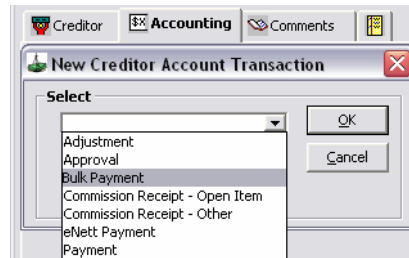 Creditor
Accounting
Comments
New Creditor Account Transaction
Select
OK
Cancel
Adjustment
Approval
Bulk Payment
Commission Receipt - Open Item
Commission Receipt - Other
eNett Payment
Payment